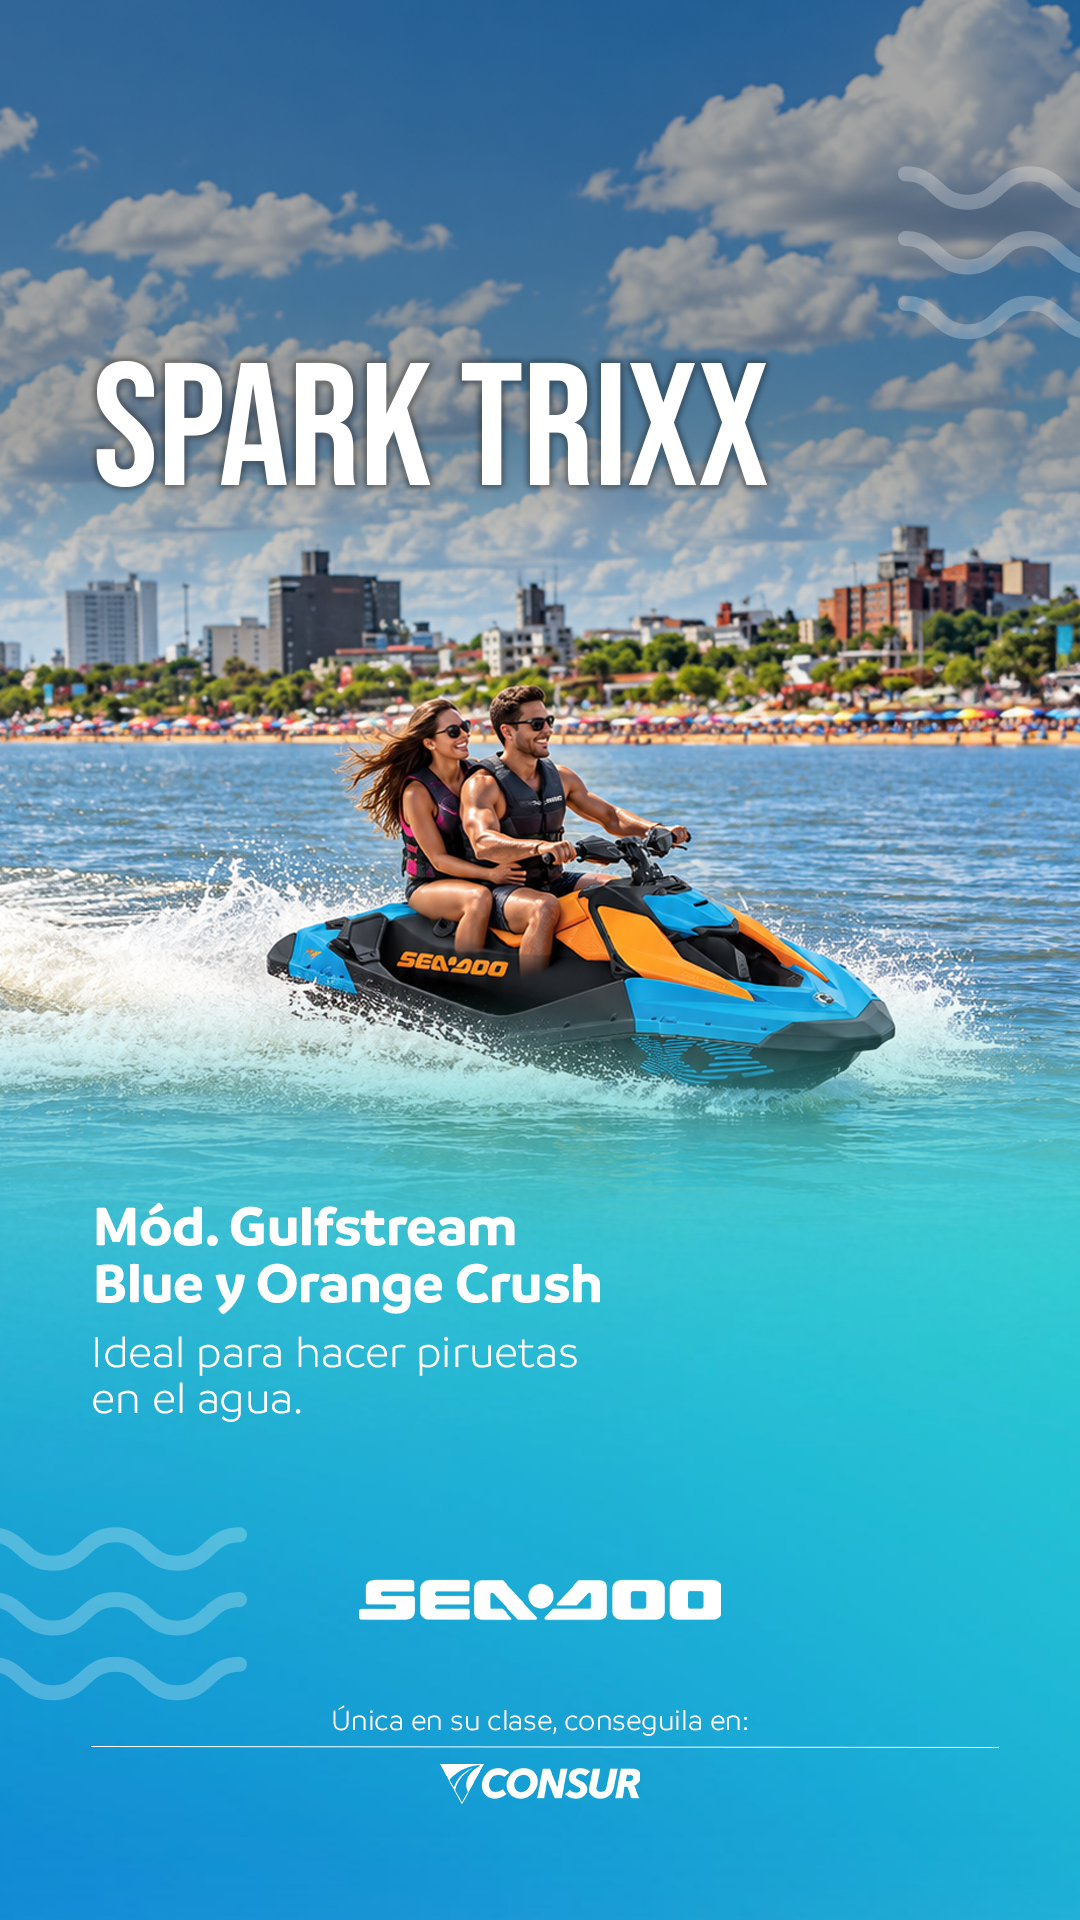 SPARK TRIXX
SEA-DOO
Mód. Gulfstream
Blue y Orange Crush
Ideal para hacer piruetas
en el agua.
SEA-DOO
Única en su clase, conseguila en:
CONSUR